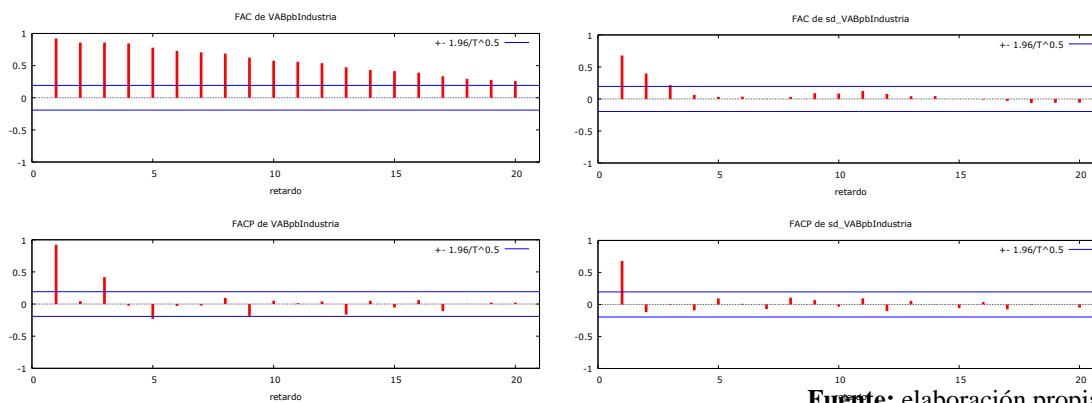 FAC de VABpbIndustria
+- 1.96/T^0.5
1
0.5
0
-0.5
-1
0 5 10 15 20
retardo
FAC de sd_VABpbIndustria
+- 1.96/T^0.5
1
0.5
0
-0.5
-1
0 5 10 15 20
retardo
FACP de VABpbIndustria
+- 1.96/T^0.5
1
0.5
0
-0.5
-1
0 5 10 15 20
retardo
FACP de sd_VABpbIndustria
+- 1.96/T^0.5
1
0.5
0
-0.5
-1
0 5 10 15 20
Fuente: elaboración propia